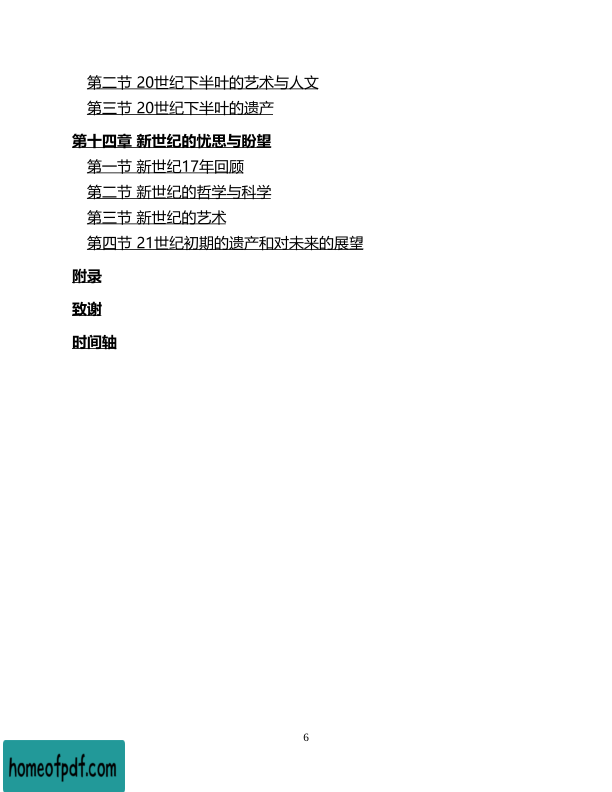 第二节 20世纪下半叶的艺术与人文
第三节 20世纪下半叶的遗产
第十四章 新世纪的忧思与盼望
第一节 新世纪17年回顾
第二节 新世纪的哲学与科学
第三节 新世纪的艺术
第四节 21世纪初期的遗产和对未来的展望
附录
致谢
时间轴
6
homeofpdf.com